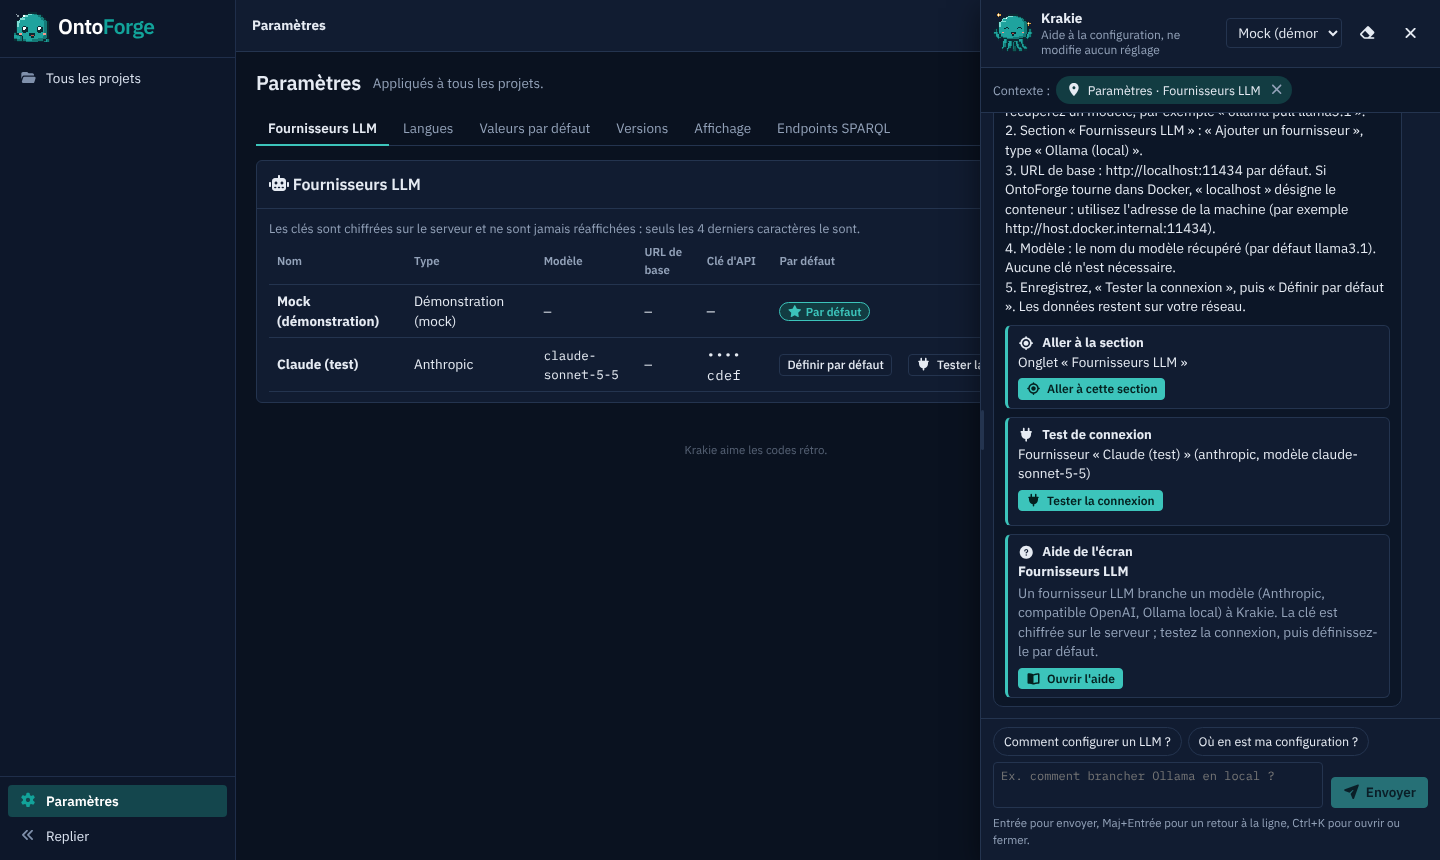 OntoForge
Tous les projets
Paramètres
Replier
Paramètres
Paramètres Appliqués à tous les projets.
Fournisseurs LLM Langues Valeurs par défaut Versions Affichage Endpoints SPARQL
Fournisseurs LLM
Les clés sont chiffrées sur le serveur et ne sont jamais réaffichées : seuls les 4 derniers caractères le sont.
Nom Type Modèle URL de base Clé d'API Par défaut
Mock (démonstration) Démonstration (mock) — — — Par défaut
Claude (test) Anthropic claude-sonnet-5-5 — •••• cdef Définir par défaut Tester la
Krakie aime les codes rétro.
Krakie
Aide à la configuration, ne
modifie aucun réglage
Mock (démor
Contexte : Paramètres · Fournisseurs LLM
récupérez un modèle, par exemple « ollama pull llama3.1 ».
2. Section « Fournisseurs LLM » : « Ajouter un fournisseur »,
type « Ollama (local) ».
3. URL de base : http://localhost:11434 par défaut. Si
OntoForge tourne dans Docker, « localhost » désigne le
conteneur : utilisez l'adresse de la machine (par exemple
http://host.docker.internal:11434).
4. Modèle : le nom du modèle récupéré (par défaut llama3.1).
Aucune clé n'est nécessaire.
5. Enregistrez, « Tester la connexion », puis « Définir par défaut
». Les données restent sur votre réseau.
Aller à la section
Onglet « Fournisseurs LLM »
Aller à cette section
Test de connexion
Fournisseur « Claude (test) » (anthropic, modèle claude-
sonnet-5-5)
Tester la connexion
Aide de l'écran
Fournisseurs LLM
Un fournisseur LLM branche un modèle (Anthropic,
compatible OpenAI, Ollama local) à Krakie. La clé est
chiffrée sur le serveur ; testez la connexion, puis définissez-
le par défaut.
Ouvrir l'aide
Comment configurer un LLM ? Où en est ma configuration ?
Ex. comment brancher Ollama en local ?
Envoyer
Entrée pour envoyer, Maj+Entrée pour un retour à la ligne, Ctrl+K pour ouvrir ou
fermer.